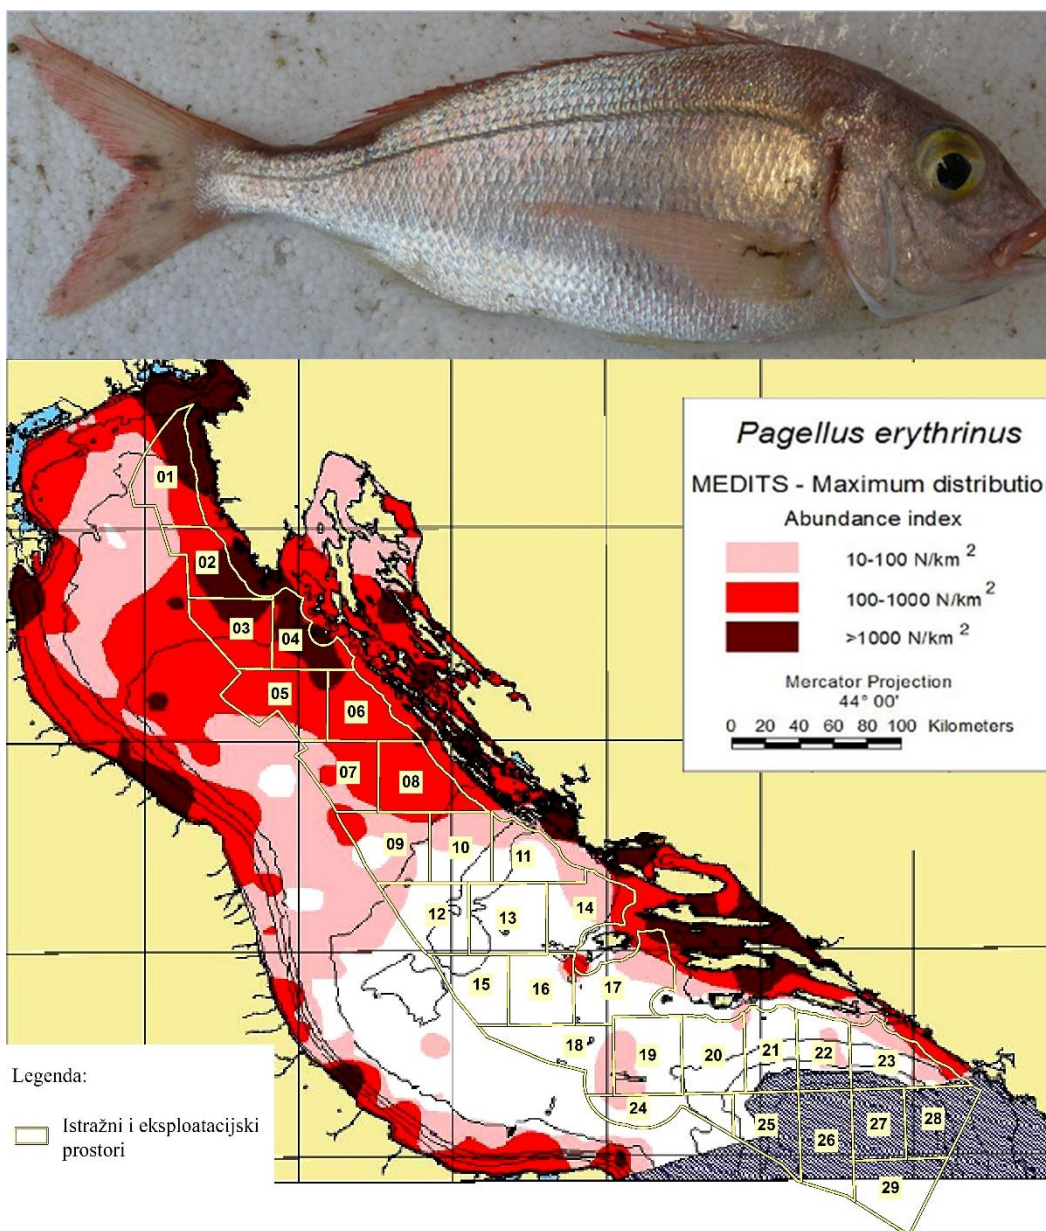 Pagellus erythrinus
MEDITS - Maximum distributio
Abundance index
10-100 N/km 2
100-1000 N/km 2
>1000 N/km 2
Mercator Projection
44° 00'
0 20 40 60 80 100 Kilometers
01
02
03
04
05
06
07
08
09
10
11
12
13
14
15
16
17
18
19
20
21
22
23
24
25
26
27
28
29
Legenda:
Istražni i eksploatacijski
prostori